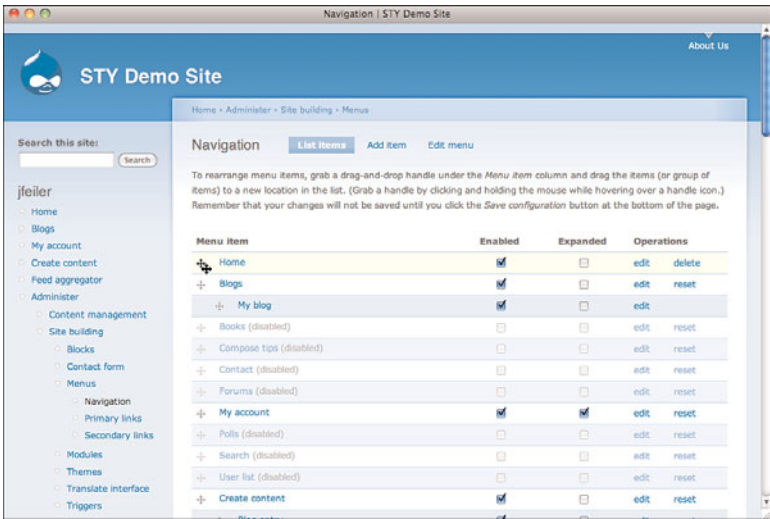 Navigation | STY Demo Site
About Us
STY Demo Site
Home › Administer › Site building › Menus
Search this site:
Search
jfeiler
Home
Blogs
My account
Create content
Feed aggregator
Administer
Content management
Site building
Blocks
Contact form
Menus
Navigation
Primary links
Secondary links
Modules
Themes
Translate interface
Triggers
Navigation List items Add item Edit menu
To rearrange menu items, grab a drag-and-drop handle under the Menu item column and drag the items (or group of
items) to a new location in the list. (Grab a handle by clicking and holding the mouse while hovering over a handle icon.)
Remember that your changes will not be saved until you click the Save configuration button at the bottom of the page.
Menu item Enabled Expanded Operations
Home edit delete
Blogs edit reset
My blog edit
Books (disabled) edit reset
Compose tips (disabled) edit reset
Contact (disabled) edit reset
Forums (disabled) edit reset
My account edit reset
Polls (disabled) edit reset
Search (disabled) edit reset
User list (disabled) edit reset
Create content edit reset
Blog entry